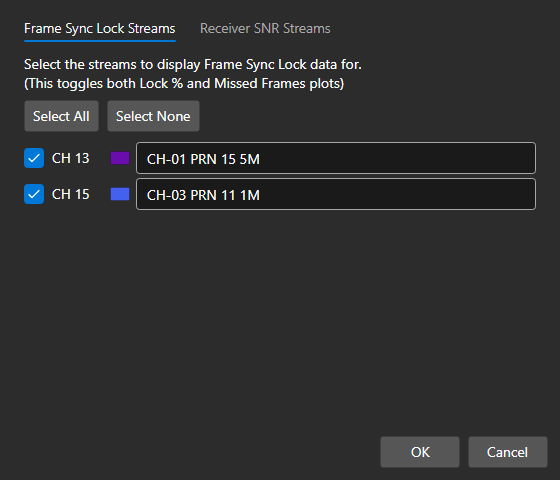 Frame Sync Lock Streams Receiver SNR Streams
Select the streams to display Frame Sync Lock data for.
(This toggles both Lock % and Missed Frames plots)
Select All Select None
CH 13 CH-01 PRN 15 5M
CH 15 CH-03 PRN 11 1M
OK Cancel